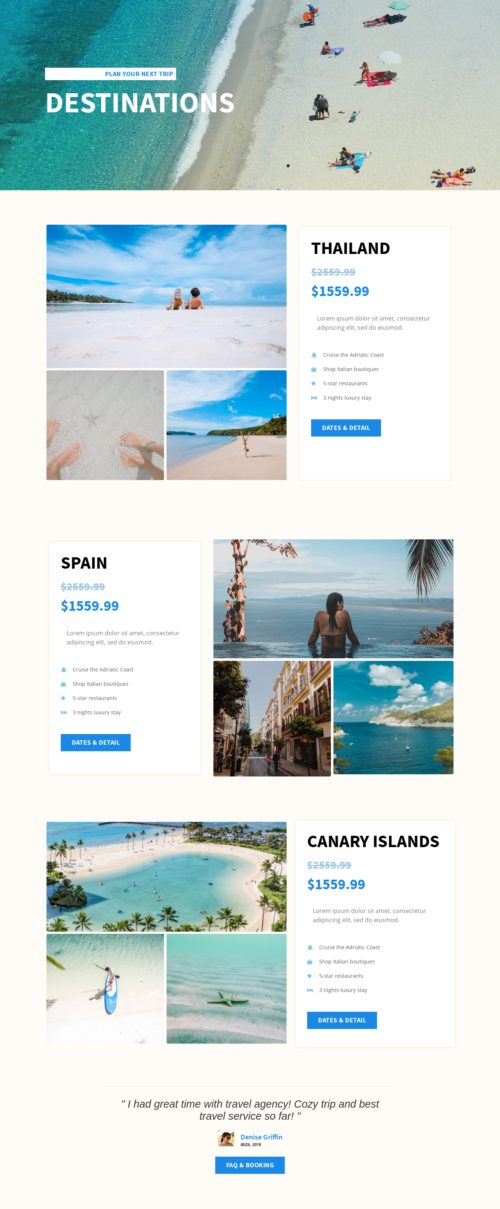 PLAN YOUR NEXT TRIP
DESTINATIONS
THAILAND
$2559.99
$1559.99
Lorem ipsum dolor sit amet, consectetur
adipiscing elit, sed do eiusmod.
Cruise the Adriatic Coast
Shop Italian boutiques
5-star restaurants
3 nights luxury stay
DATES & DETAIL
SPAIN
$2559.99
$1559.99
Lorem ipsum dolor sit amet, consectetur
adipiscing elit, sed do eiusmod.
Cruise the Adriatic Coast
Shop Italian boutiques
5-star restaurants
3 nights luxury stay
DATES & DETAIL
CANARY ISLANDS
$2559.99
$1559.99
Lorem ipsum dolor sit amet, consectetur
adipiscing elit, sed do eiusmod.
Cruise the Adriatic Coast
Shop Italian boutiques
5-star restaurants
3 nights luxury stay
DATES & DETAIL
" I had great time with travel agency! Cozy trip and best
travel service so far! "
Denise Griffin
IBIZA, 2018
FAQ & BOOKING